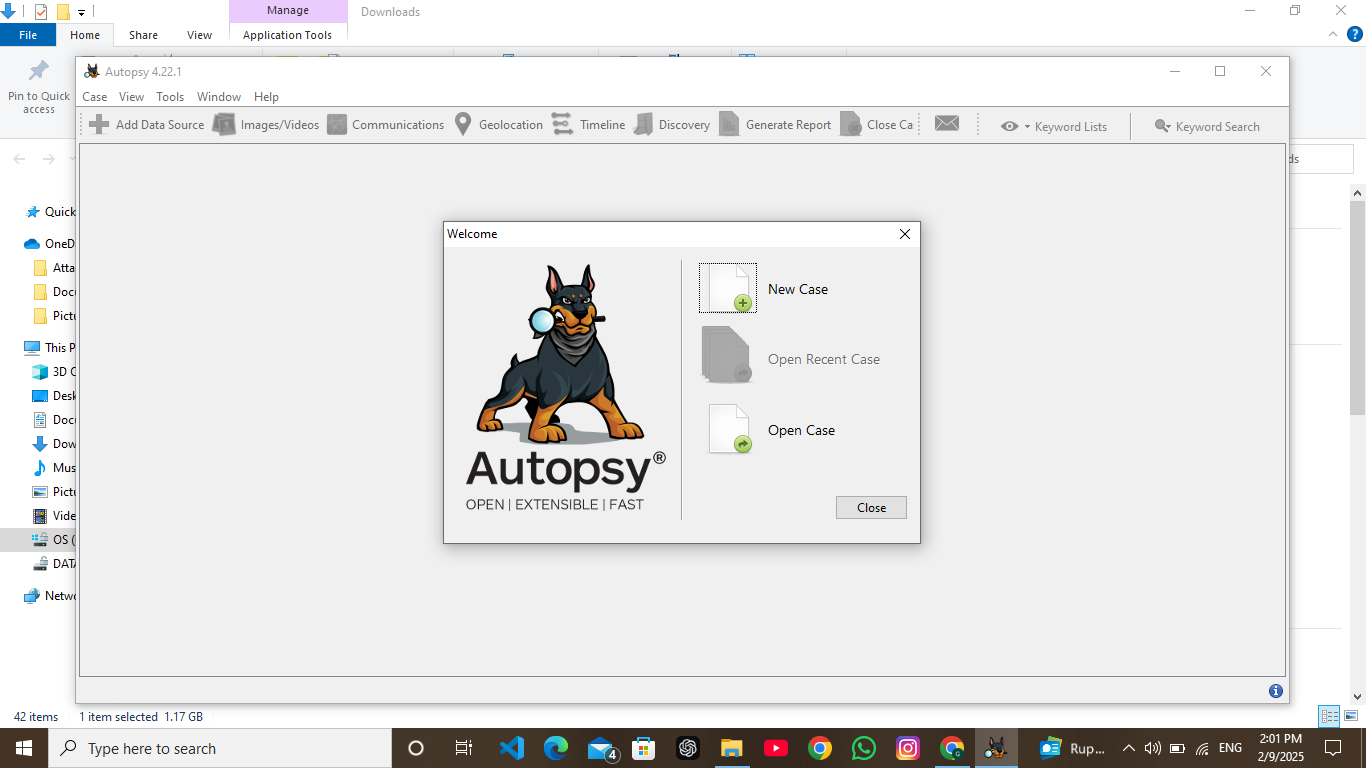 Manage
Downloads
File
Home
Share
View
Application Tools
Pin to Quick
access
Autopsy 4.22.1
Case
View
Tools
Window
Help
Add Data Source
Images/Videos
Communications
Geolocation
Timeline
Discovery
Generate Report
Close Ca
Keyword Lists
Keyword Search
ds
Quick
OneD
Atta
Docu
Pictu
This P
3D O
Desk
Docu
Dow
Mus
Pictu
Vide
OS (
DATA
Netwo
Welcome
New Case
Open Recent Case
Open Case
Autopsy®
OPEN | EXTENSIBLE | FAST
Close
42 items
1 item selected 1.17 GB
Type here to search
4
G
Rup...
ENG
2:01 PM
2/9/2025